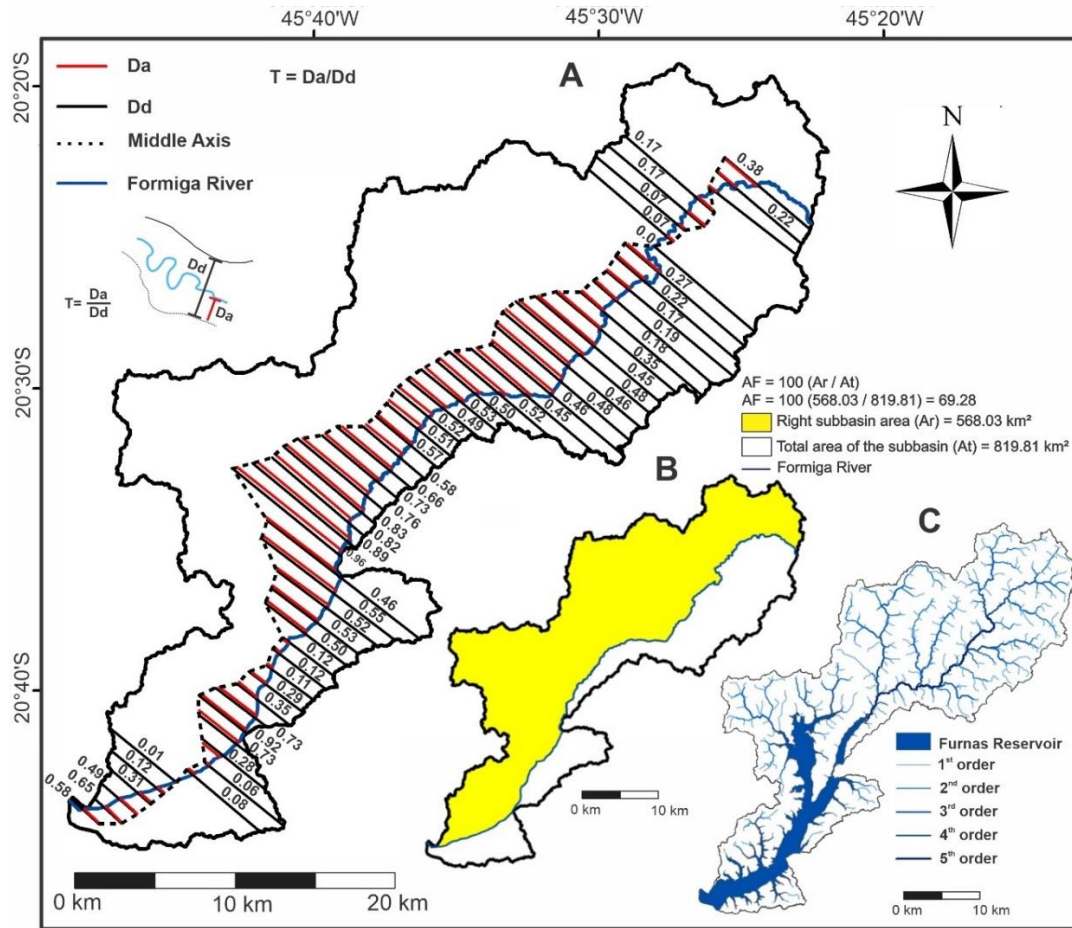 45°40'W
45°30'W
45°20'W
20°20'S
20°30'S
20°40'S
Da
Dd
Middle Axis
Formiga River
T = Da/Dd
A
N
Dd
Da
T= Da
Dd
0.17
0.17
0.07
0.07
0.38
0.22
0.27
0.22
0.17
0.19
0.18
0.35
0.45
0.48
0.46
0.48
0.46
0.45
0.52
0.50
0.53
0.49
0.52
0.51
0.57
0.58
0.66
0.73
0.76
0.83
0.82
0.89
0.96
0.46
0.55
0.52
0.53
0.50
0.12
0.12
0.11
0.29
0.35
0.73
0.92
0.73
0.28
0.06
0.08
0.01
0.12
0.31
0.49
0.65
0.58
0 km
10 km
20 km
AF = 100 (Ar / At)
AF = 100 (568.03 / 819.81) = 69.28
Right subbasin area (Ar) = 568.03 km²
Total area of the subbasin (At) = 819.81 km²
Formiga River
B
0 km
10 km
C
Furnas Reservoir
1st order
2nd order
3rd order
4th order
5th order
0 km
10 km